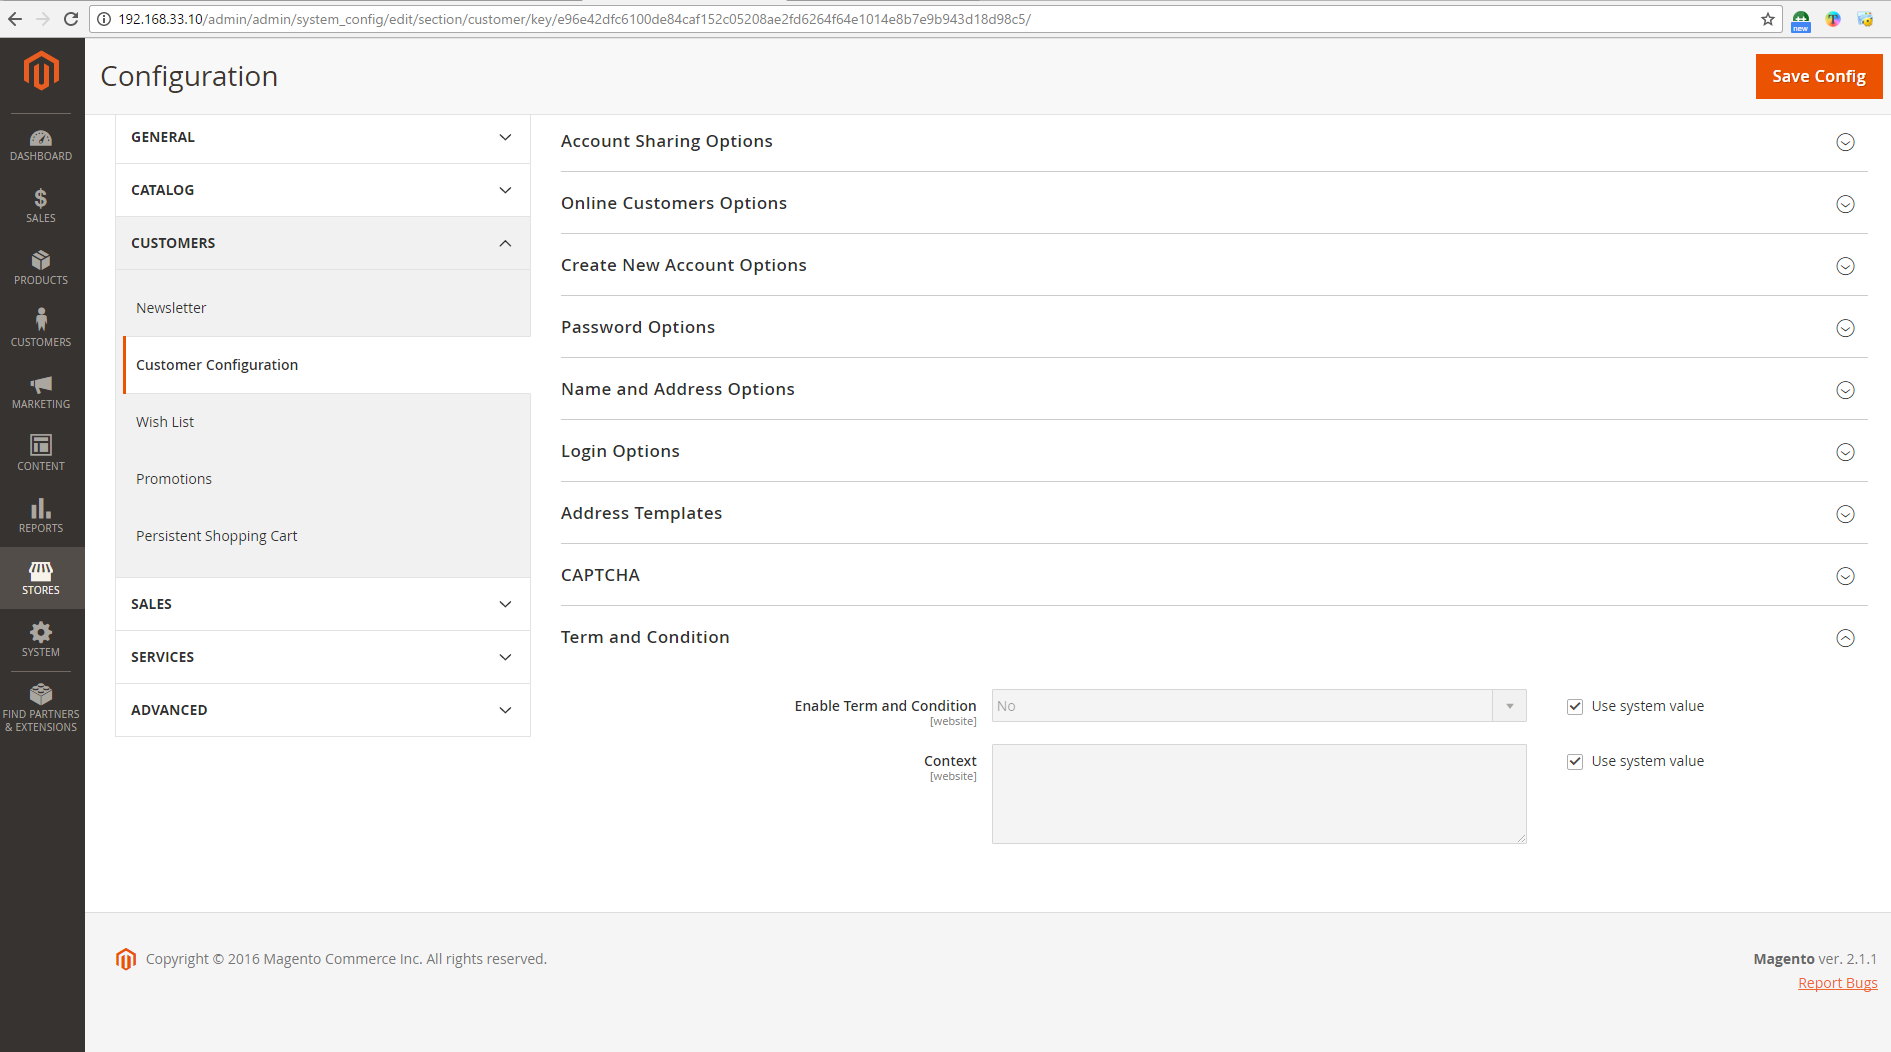 192.168.33.10/admin/admin/system_config/edit/section/customer/key/e96e42dfc6100de84caf152c05208ae2fd6264f64e1014e8b7e9b943d18d98c5/
new
T
Configuration
Save Config
DASHBOARD
$
SALES
PRODUCTS
CUSTOMERS
MARKETING
CONTENT
REPORTS
STORES
SYSTEM
FIND PARTNERS
& EXTENSIONS
GENERAL
CATALOG
CUSTOMERS
Newsletter
Customer Configuration
Wish List
Promotions
Persistent Shopping Cart
SALES
SERVICES
ADVANCED
Account Sharing Options
Online Customers Options
Create New Account Options
Password Options
Name and Address Options
Login Options
Address Templates
CAPTCHA
Term and Condition
Enable Term and Condition
[website]
No
Use system value
Context
[website]
Use system value
Copyright © 2016 Magento Commerce Inc. All rights reserved.
Magento ver. 2.1.1
Report Bugs